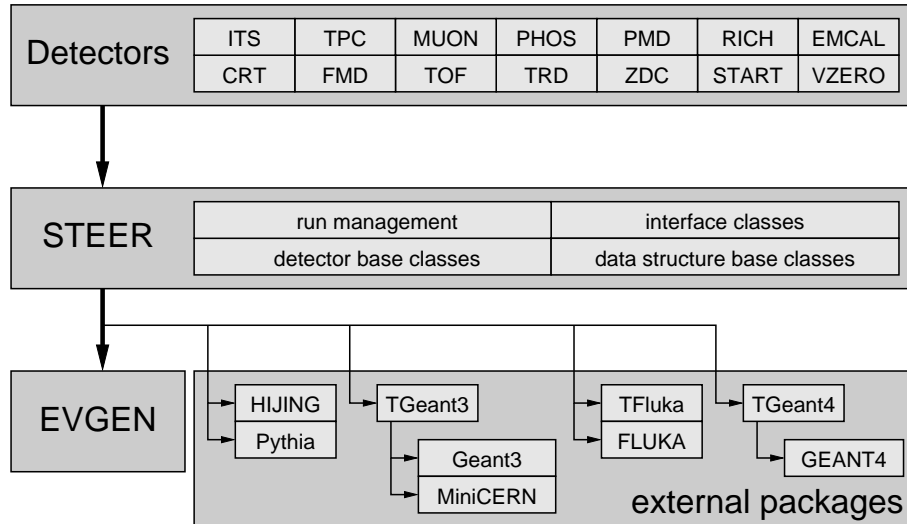 Detectors
ITS TPC MUON PHOS PMD RICH EMCAL
CRT FMD TOF TRD ZDC START VZERO
STEER
run management interface classes
detector base classes data structure base classes
EVGEN
HIJING TGeant3 TFluka TGeant4
Pythia FLUKA
Geant3 GEANT4
MiniCERN
external packages